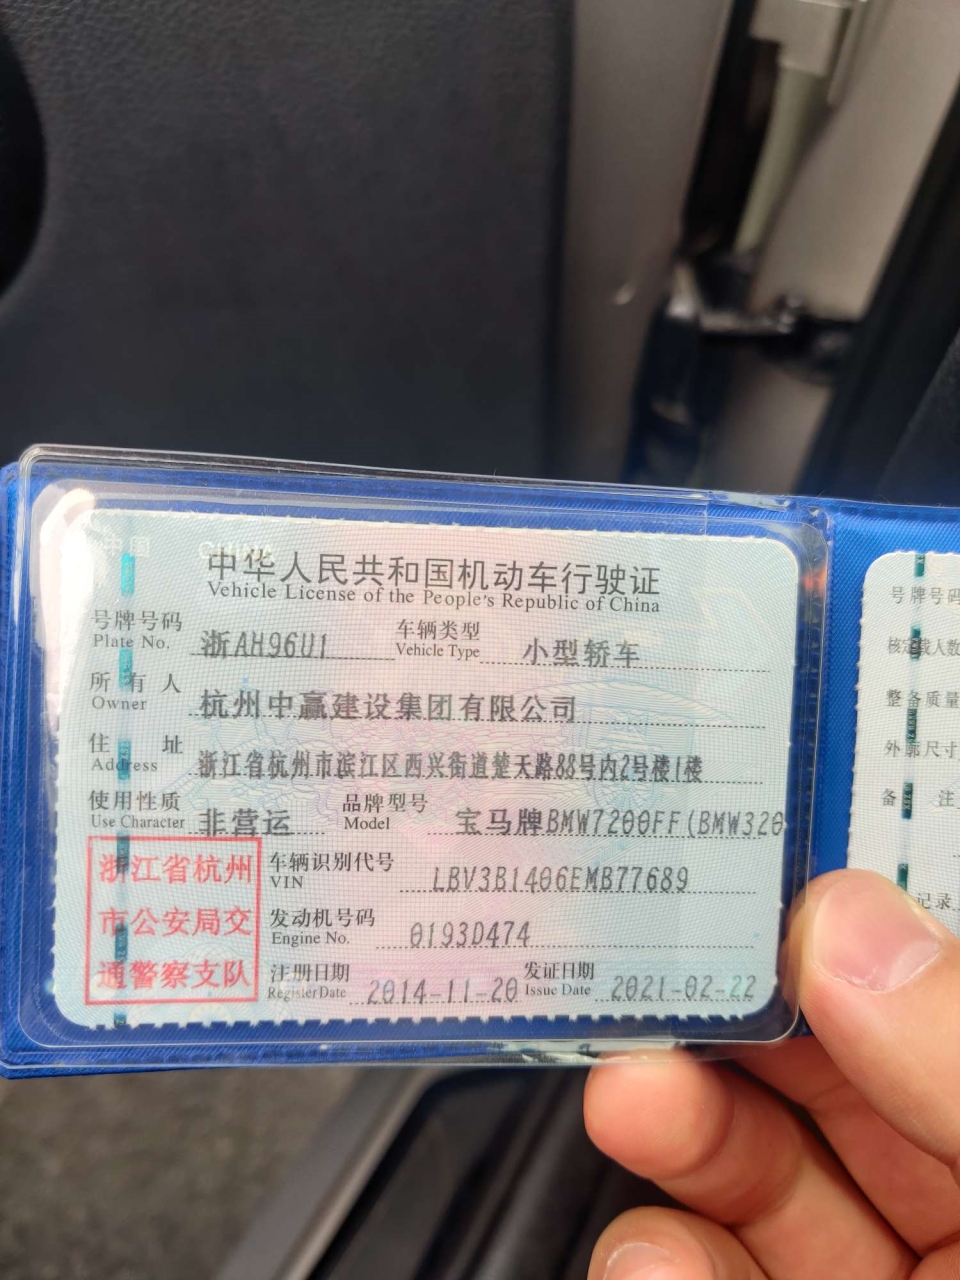 中华人民共和国机动车行驶证
Vehicle License of the People's Republic of China
号牌号码 浙AH96U1 车辆类型 小型轿车
Plate No. Vehicle Type
所有人 杭州中赢建设集团有限公司
Owner
住址 浙江省杭州市滨江区西兴街道楚天路88号内2号楼1楼
Address
使用性质 非营运 品牌型号 宝马牌BMW7200FF(BMW320
Use Character Model
浙江省杭州
市公安局交
通警察支队
车辆识别代号 LBV3B1406EMB77689
VIN
发动机号码 0193D474
Engine No.
注册日期 2014-11-20 发证日期 2021-02-22
Register Date Issue Date
号牌号码
核定载人数
整备质量
外廓尺寸
备注
记录